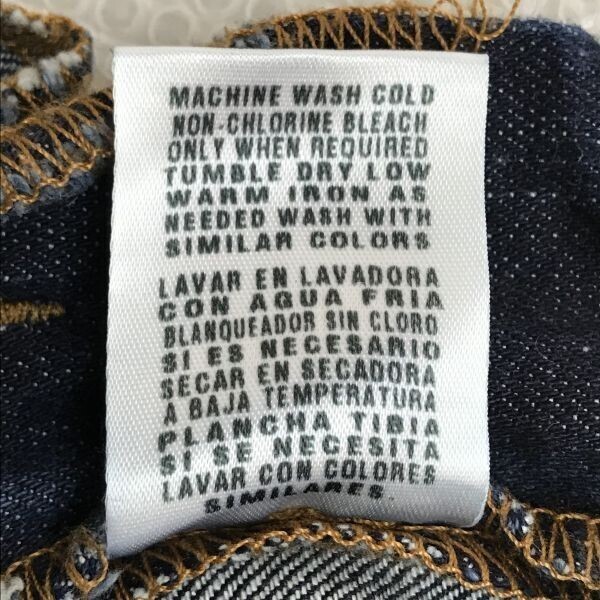 MACHINE WASH COLD
NON-CHLORINE BLEACH
ONLY WHEN REQUIRED
TUMBLE DRY LOW
WARM IRON AS
NEEDED WASH WITH
SIMILAR COLORS
LAVAR EN LAVADORA
CON AGUA FRIA
BLANQUEADOR SIN CLORO
SI ES NECESARIO
SECAR EN SECADORA
A BAJA TEMPERATURA
PLANCHA TIBIA
SI SE NECESITA
LAVAR CON COLORES
SIMILARES.